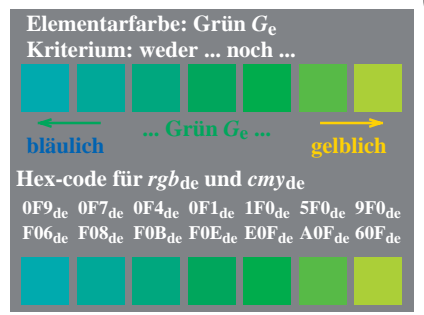 Elementarfarbe: Grün Ge
Kriterium: weder ... noch ...
... Grün Ge ...
bläulich gelblich
Hex-code für rgbde und cmyde
0F9de 0F7de 0F4de 0F1de 1F0de 5F0de 9F0de
F06de F08de F0Bde F0Ede E0Fde A0Fde 60Fde